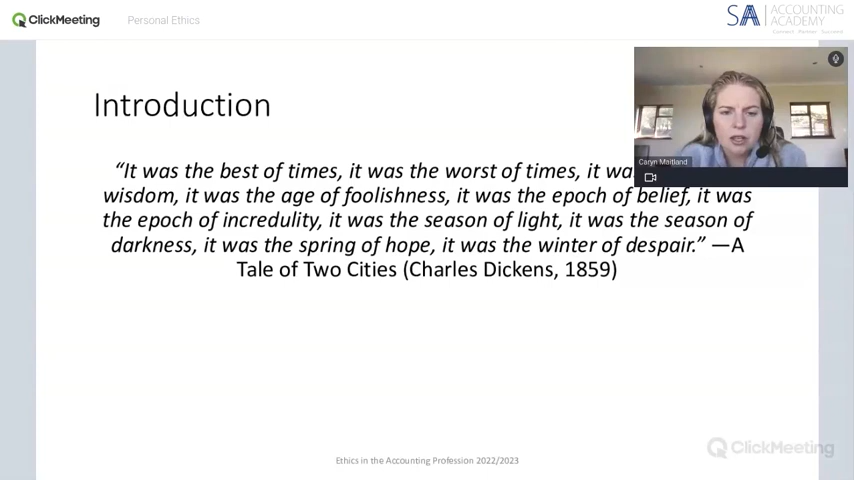 ClickMeeting
Personal Ethics
SA ACCOUNTING
ACADEMY
Connect. Partner. Succeed
Introduction
“It was the best of times, it was the worst of times, it wa
wisdom, it was the age of foolishness, it was the epoch of belief, it was
the epoch of incredulity, it was the season of light, it was the season of
darkness, it was the spring of hope, it was the winter of despair.” —A
Tale of Two Cities (Charles Dickens, 1859)
Caryn Maitland
ClickMeeting
Ethics in the Accounting Profession 2022/2023